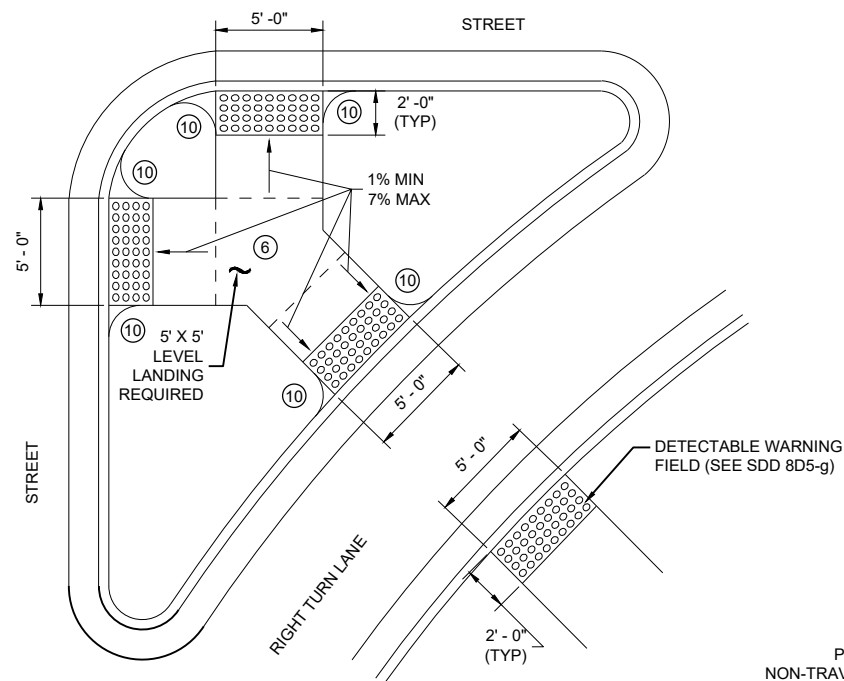 5' -0"
STREET
10
10
2' -0"
(TYP)
10
1% MIN
7% MAX
5' - 0"
6
10
10
5' X 5'
LEVEL
LANDING
REQUIRED
10
5' - 0"
STREET
5' - 0"
DETECTABLE WARNING
FIELD (SEE SDD 8D5-g)
RIGHT TURN LANE
2' - 0"
(TYP)
P
NON-TRAV